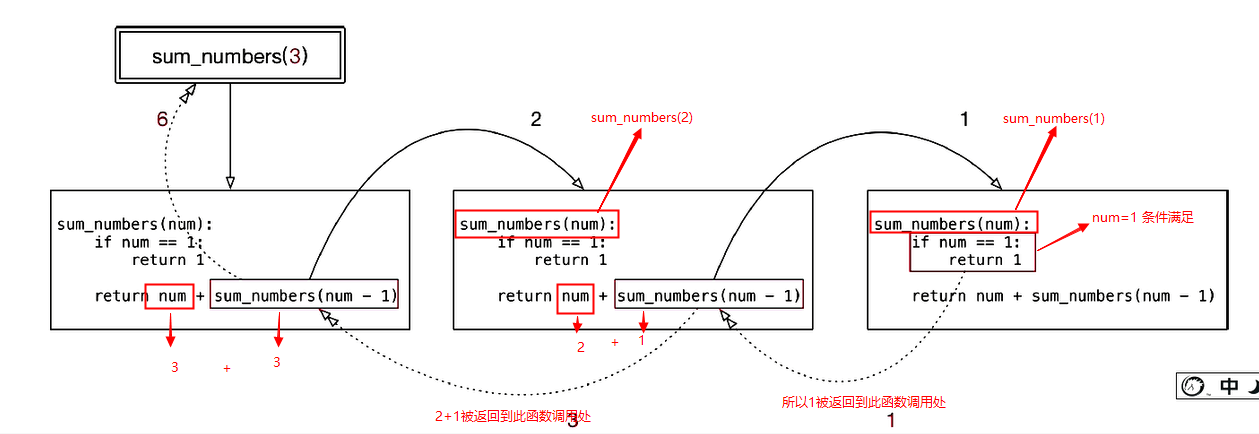 sum_numbers(3)
6
2
sum_numbers(2)
1
sum_numbers(1)
sum_numbers(num):
if num == 1:
return 1
return num + sum_numbers(num - 1)
3 + 3
sum_numbers(num):
if num == 1:
return 1
return num + sum_numbers(num - 1)
2 + 1
sum_numbers(num):
if num == 1:
return 1
return num + sum_numbers(num - 1)
num=1 条件满足
2+1被返回到此函数调用处
3
所以1被返回到此函数调用处
1
中